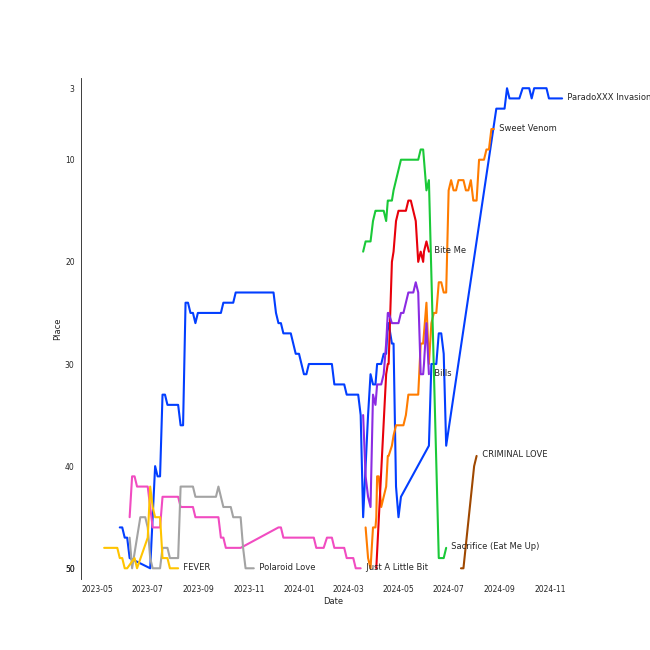 3
ParadoXXX Invasion
Sweet Venom
10
20
Bite Me
Place
30
Bills
40
CRIMINAL LOVE
Sacrifice (Eat Me Up)
50
FEVER
Polaroid Love
Just A Little Bit
2023-05
2023-07
2023-09
2023-11
2024-01
2024-03
2024-05
2024-07
2024-09
2024-11
Date